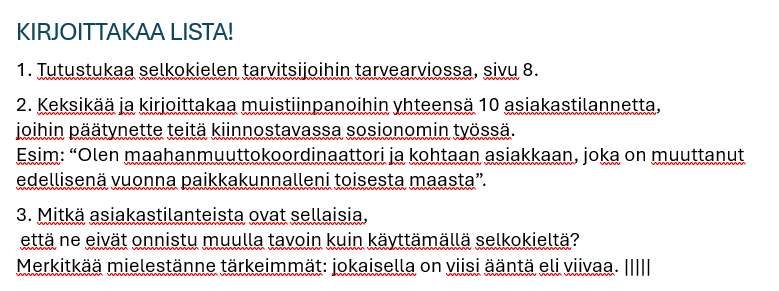 KIRJOITTAKAA LISTA!
1. Tutustukaa selkokielen tarvitsijoihin tarvearviossa, sivu 8.
2. Keksikää ja kirjoittakaa muistiinpanoihin yhteensä 10 asiakastilannetta,
joihin päätynette teitä kiinnostavassa sosionomin työssä.
Esim: “Olen maahanmuuttokoordinaattori ja kohtaan asiakkaan, joka on muuttanut
edellisenä vuonna paikkakunnalleni toisesta maasta”.
3. Mitkä asiakastilanteista ovat sellaisia,
että ne eivät onnistu muulla tavoin kuin käyttämällä selkokieltä?
Merkitkää mielestänne tärkeimmät: jokaisella on viisi ääntä eli viivaa. |||||